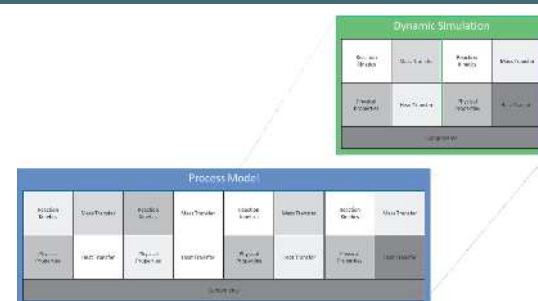 Dynamic Simulation
Reaction Kinetics
Mass Transfer
Reaction Kinetics
Mass Transfer
Physical Properties
Heat Transfer
Physical Properties
Heat Transfer
Process Model
Reaction Kinetics
Mass Transfer
Reaction Kinetics
Mass Transfer
Reaction Kinetics
Mass Transfer
Reaction Kinetics
Mass Transfer
Physical Properties
Heat Transfer
Physical Properties
Heat Transfer
Physical Properties
Heat Transfer
Physical Properties
Heat Transfer